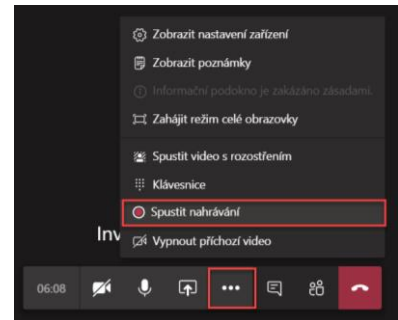 Zobrazit nastavení zařízení
Zobrazit poznámky
Informační podokno je zakázáno zásadami.
Zahájit režim celé obrazovky
Spustit video s rozostřením
Klávesnice
Spustit nahrávání
Inv
Vypnout příchozí video
06:08